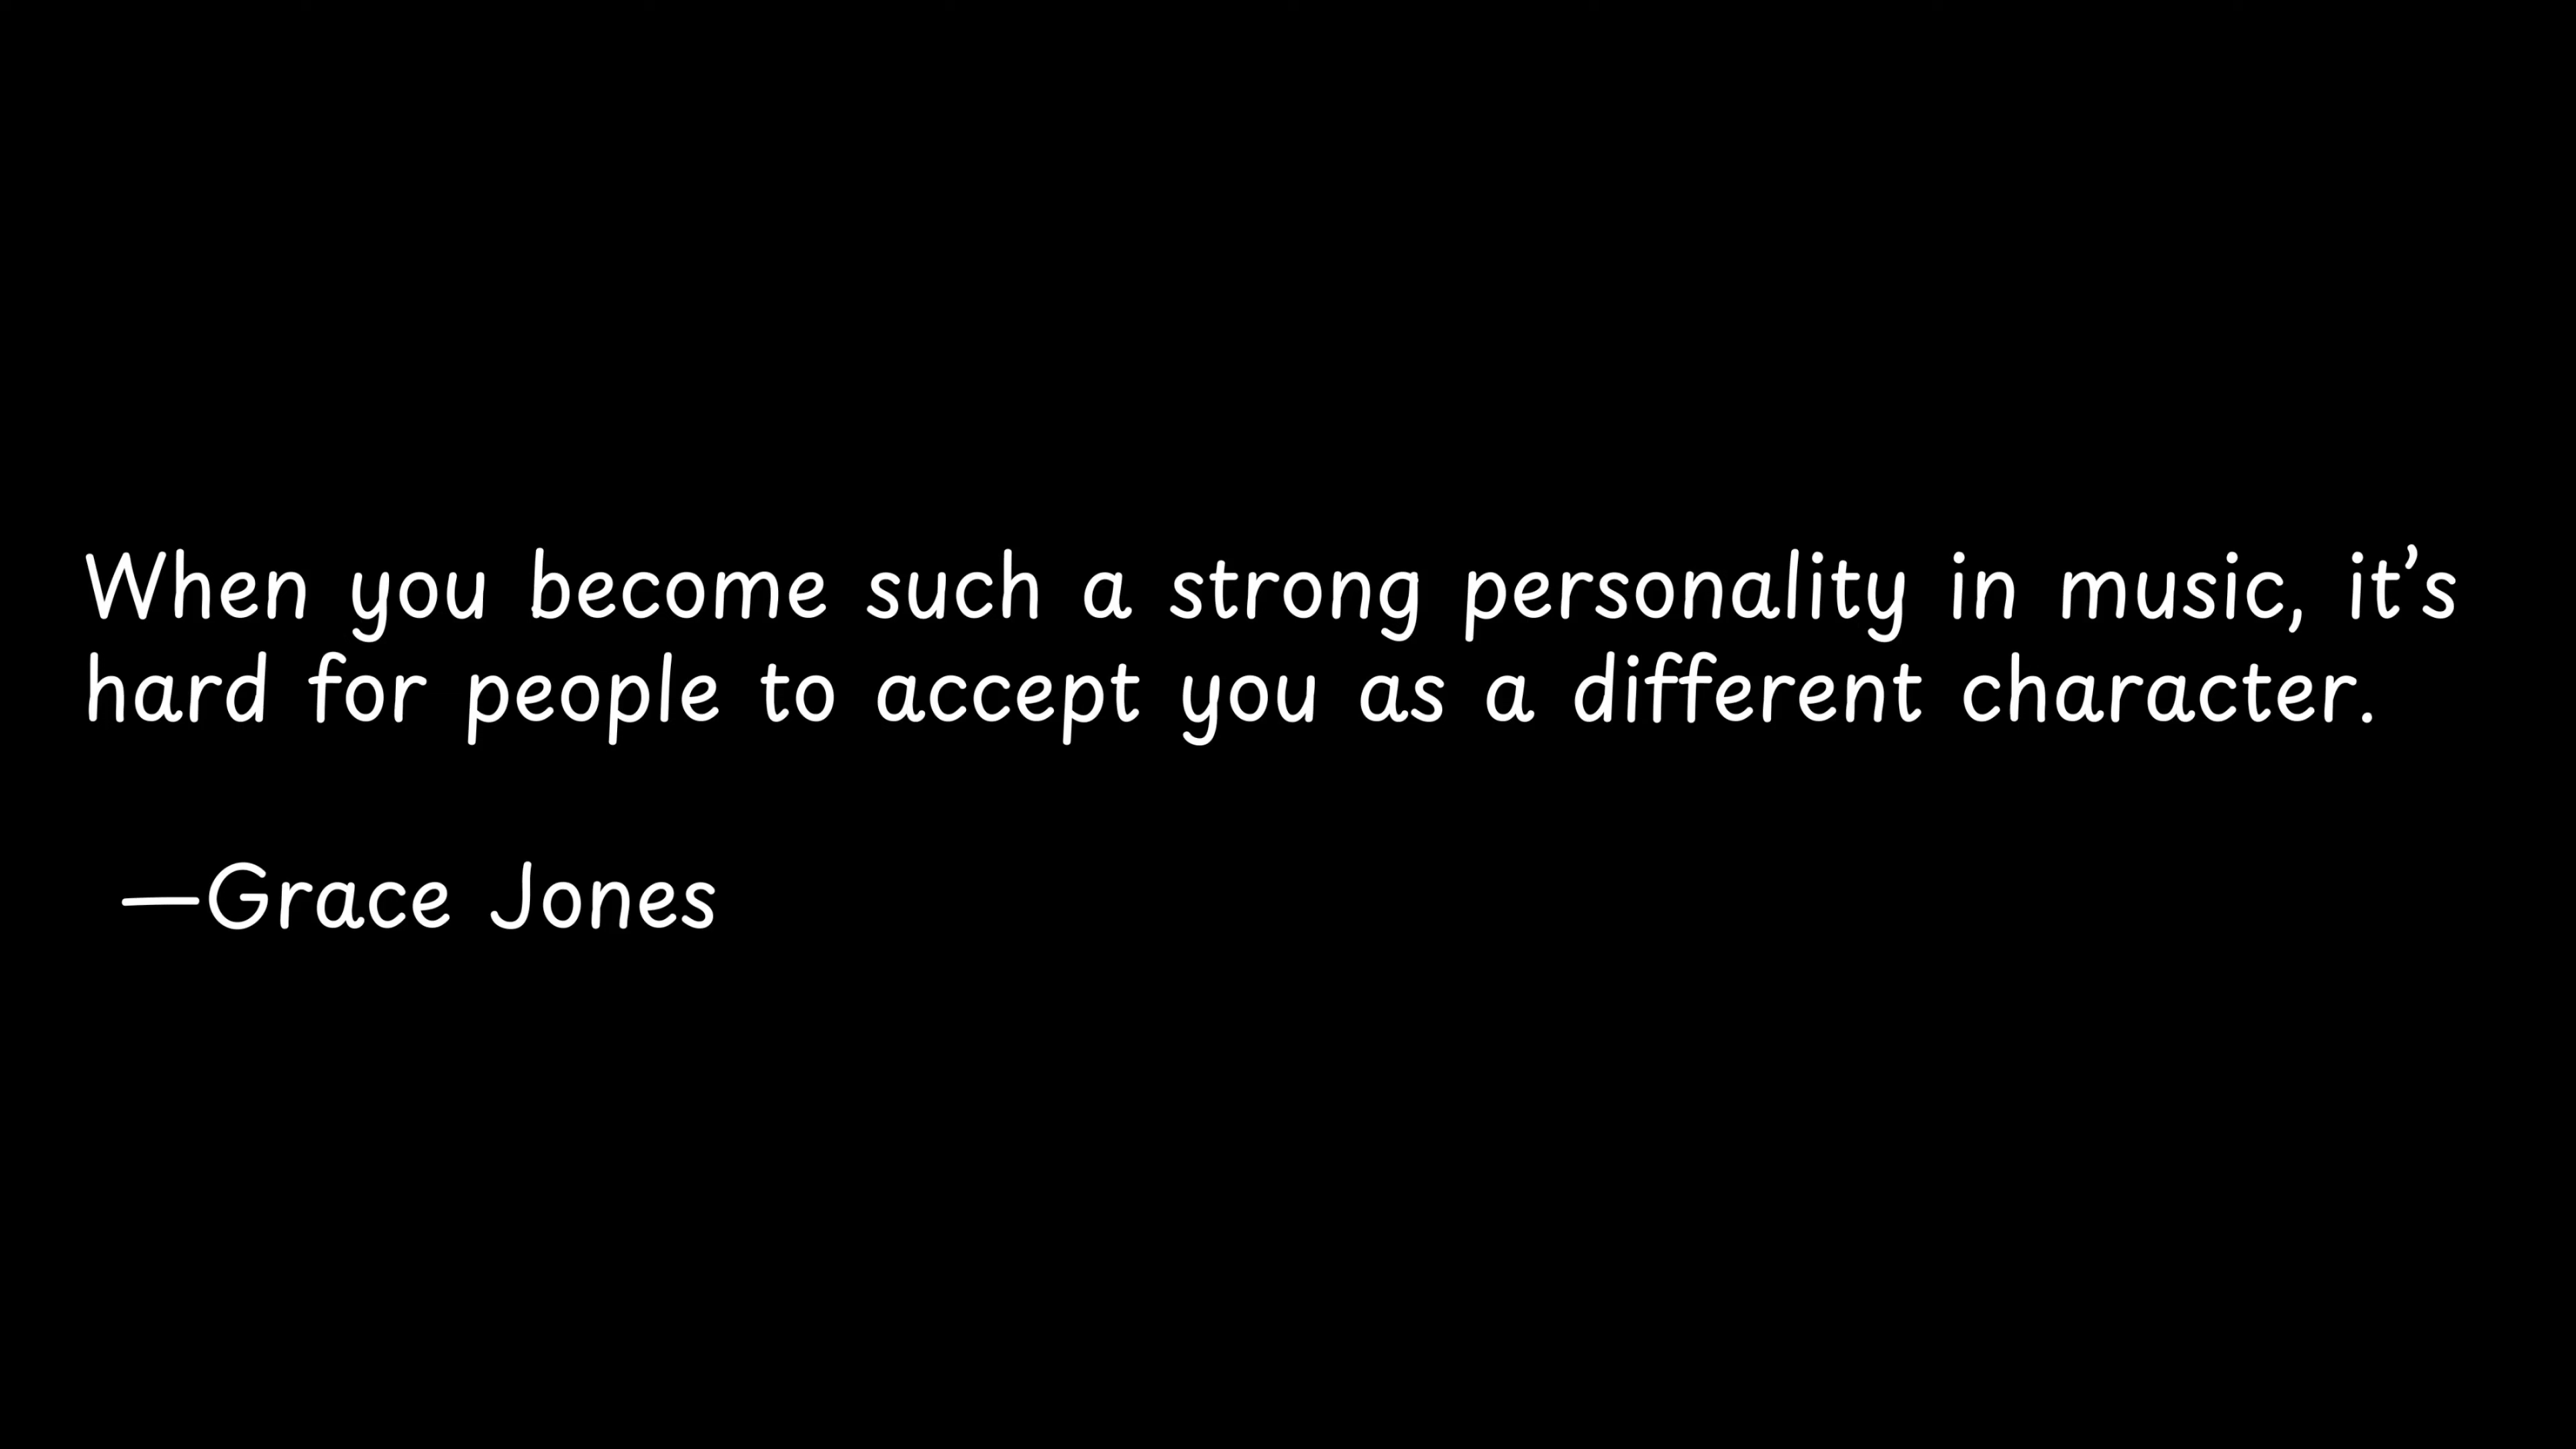 When you become such a strong personality in music, it’s
hard for people to accept you as a different character.
—Grace Jones